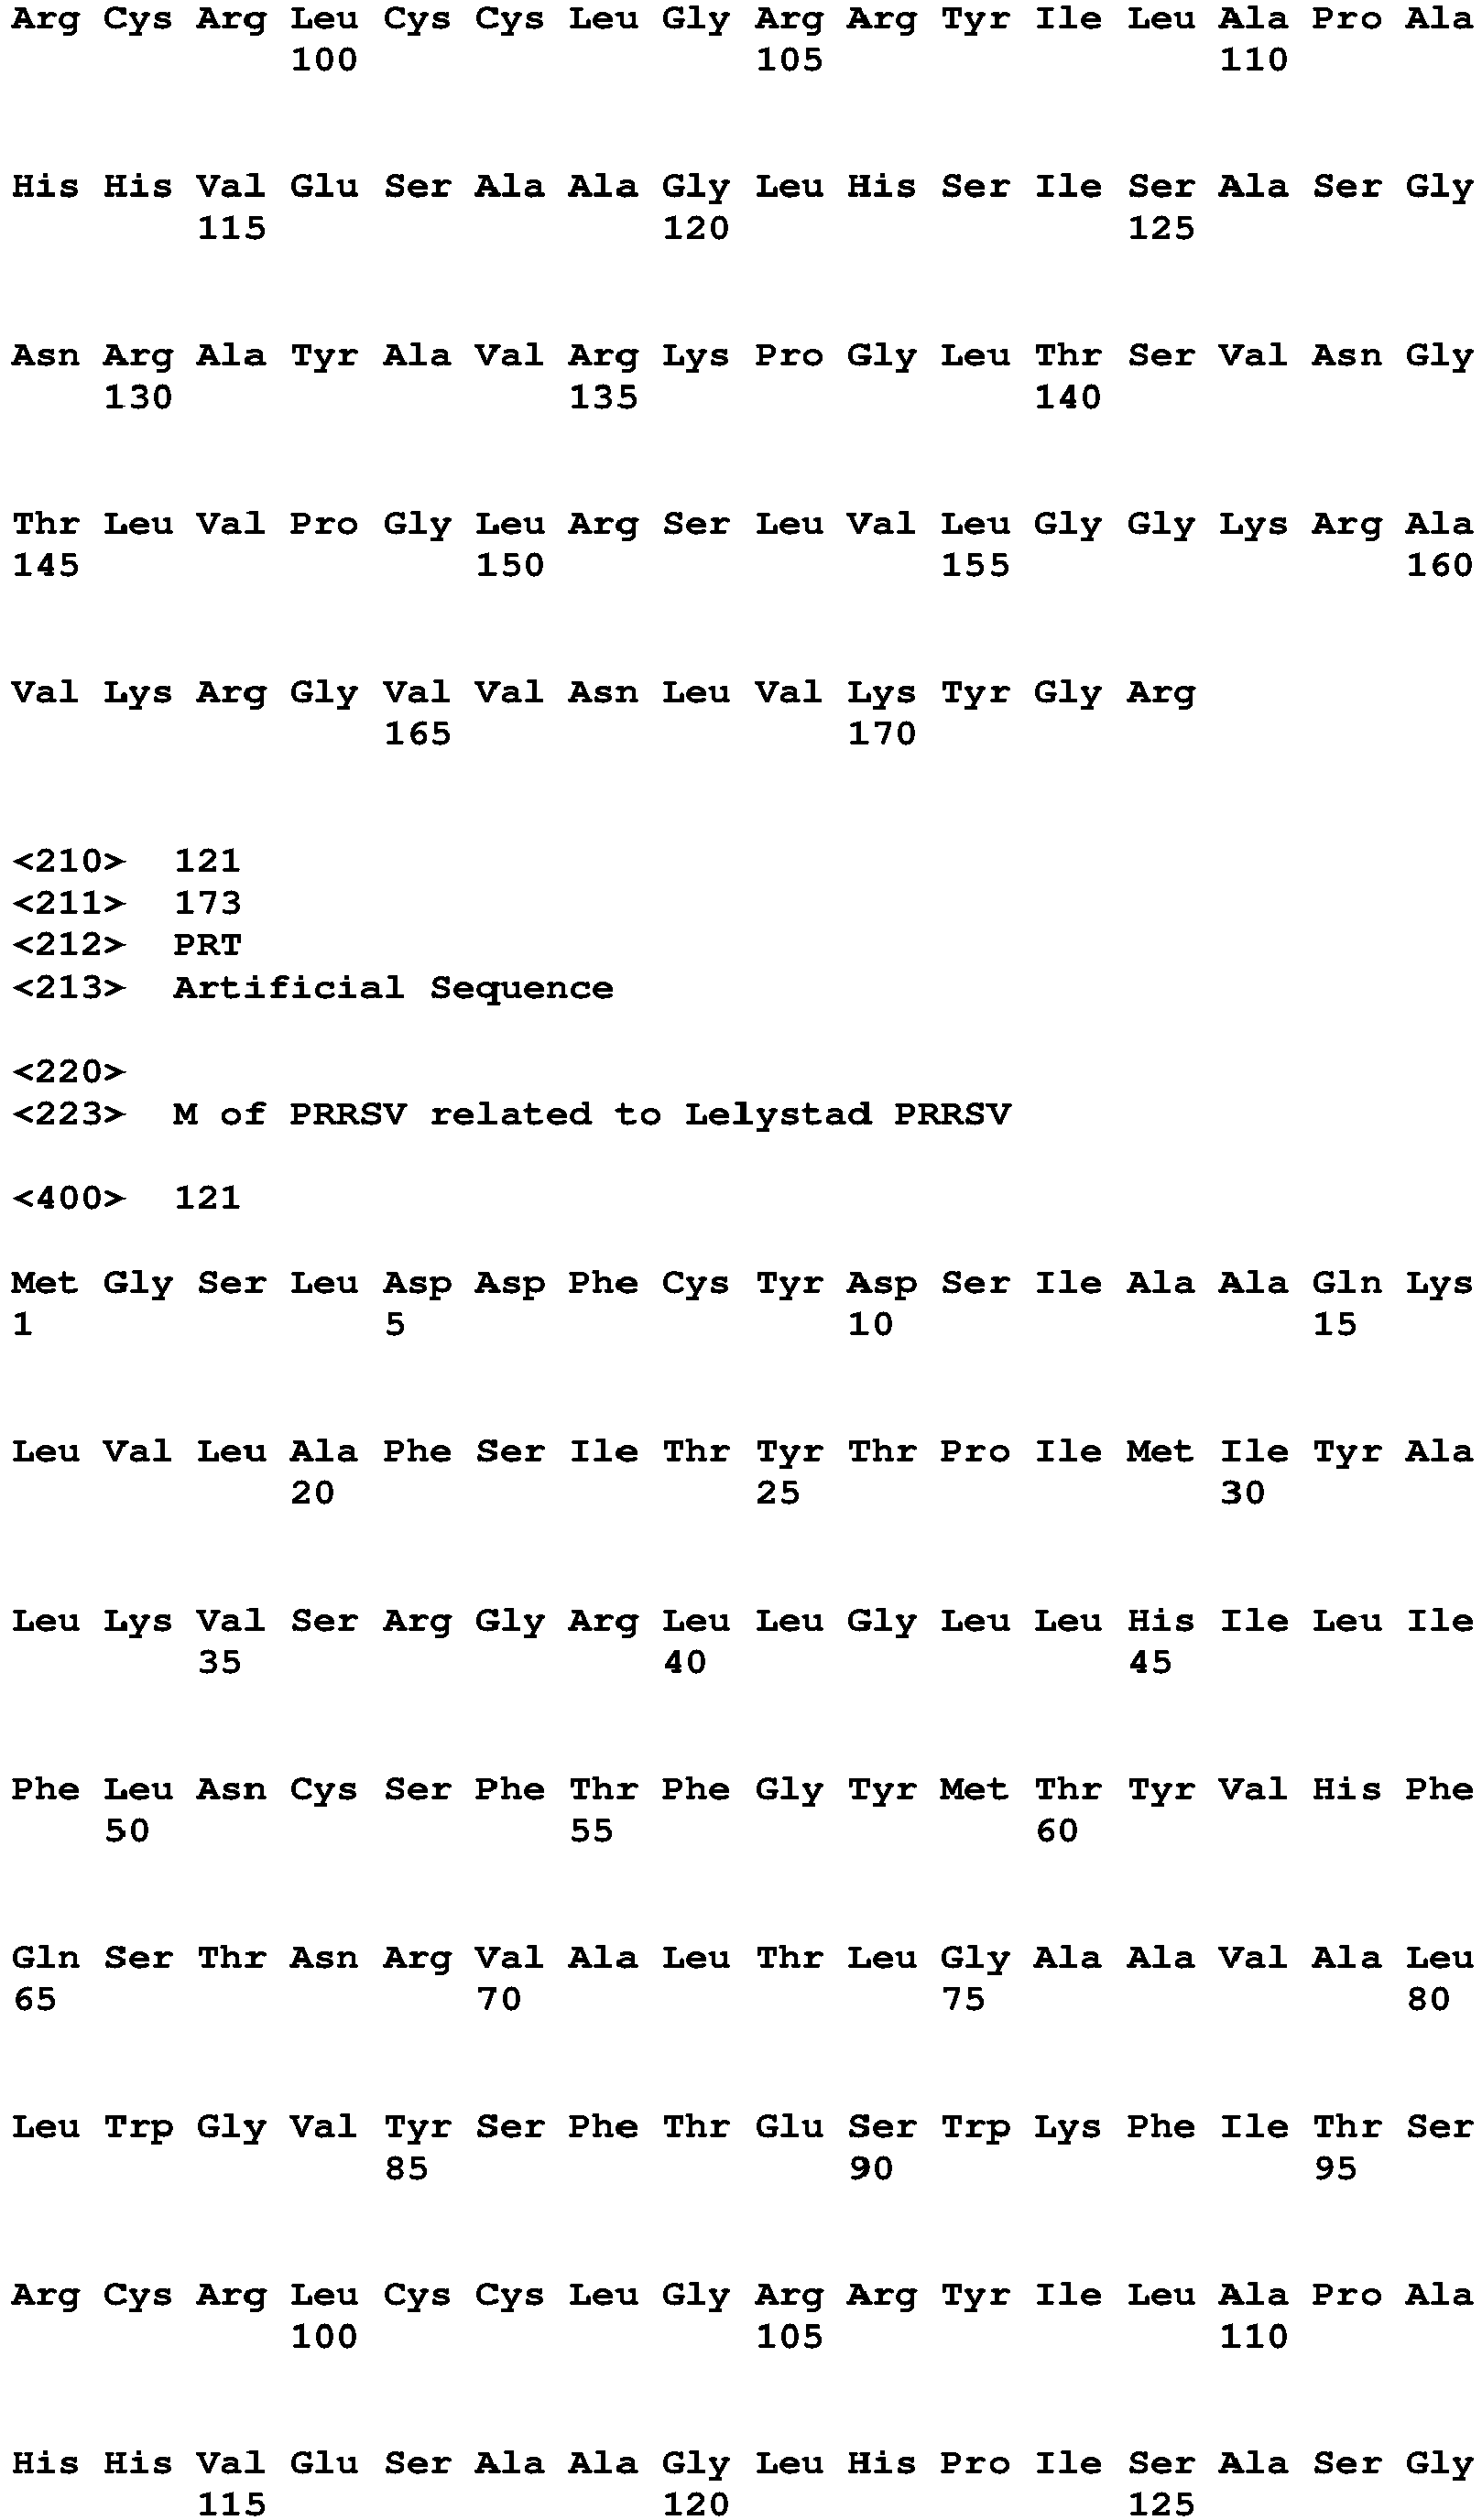 Arg Cys Arg Leu Cys Cys Leu Gly Arg Arg Tyr Ile Leu Ala Pro Ala
100 105 110
His His Val Glu Ser Ala Ala Gly Leu His Ser Ile Ser Ala Ser Gly
115 120 125
Asn Arg Ala Tyr Ala Val Arg Lys Pro Gly Leu Thr Ser Val Asn Gly
130 135 140
Thr Leu Val Pro Gly Leu Arg Ser Leu Val Leu Gly Gly Lys Arg Ala
145 150 155 160
Val Lys Arg Gly Val Val Asn Leu Val Lys Tyr Gly Arg
165 170
<210> 121
<211> 173
<212> PRT
<213> Artificial Sequence
<220>
<223> M of PRRSV related to Lelystad PRRSV
<400> 121
Met Gly Ser Leu Asp Asp Phe Cys Tyr Asp Ser Ile Ala Ala Gln Lys
1 5 10 15
Leu Val Leu Ala Phe Ser Ile Thr Tyr Thr Pro Ile Met Ile Tyr Ala
20 25 30
Leu Lys Val Ser Arg Gly Arg Leu Leu Gly Leu Leu His Ile Leu Ile
35 40 45
Phe Leu Asn Cys Ser Phe Thr Phe Gly Tyr Met Thr Tyr Val His Phe
50 55 60
Gln Ser Thr Asn Arg Val Ala Leu Thr Leu Gly Ala Ala Val Ala Leu
65 70 75 80
Leu Trp Gly Val Tyr Ser Phe Thr Glu Ser Trp Lys Phe Ile Thr Ser
85 90 95
Arg Cys Arg Leu Cys Cys Leu Gly Arg Arg Tyr Ile Leu Ala Pro Ala
100 105 110
His His Val Glu Ser Ala Ala Gly Leu His Pro Ile Ser Ala Ser Gly
115 120 125